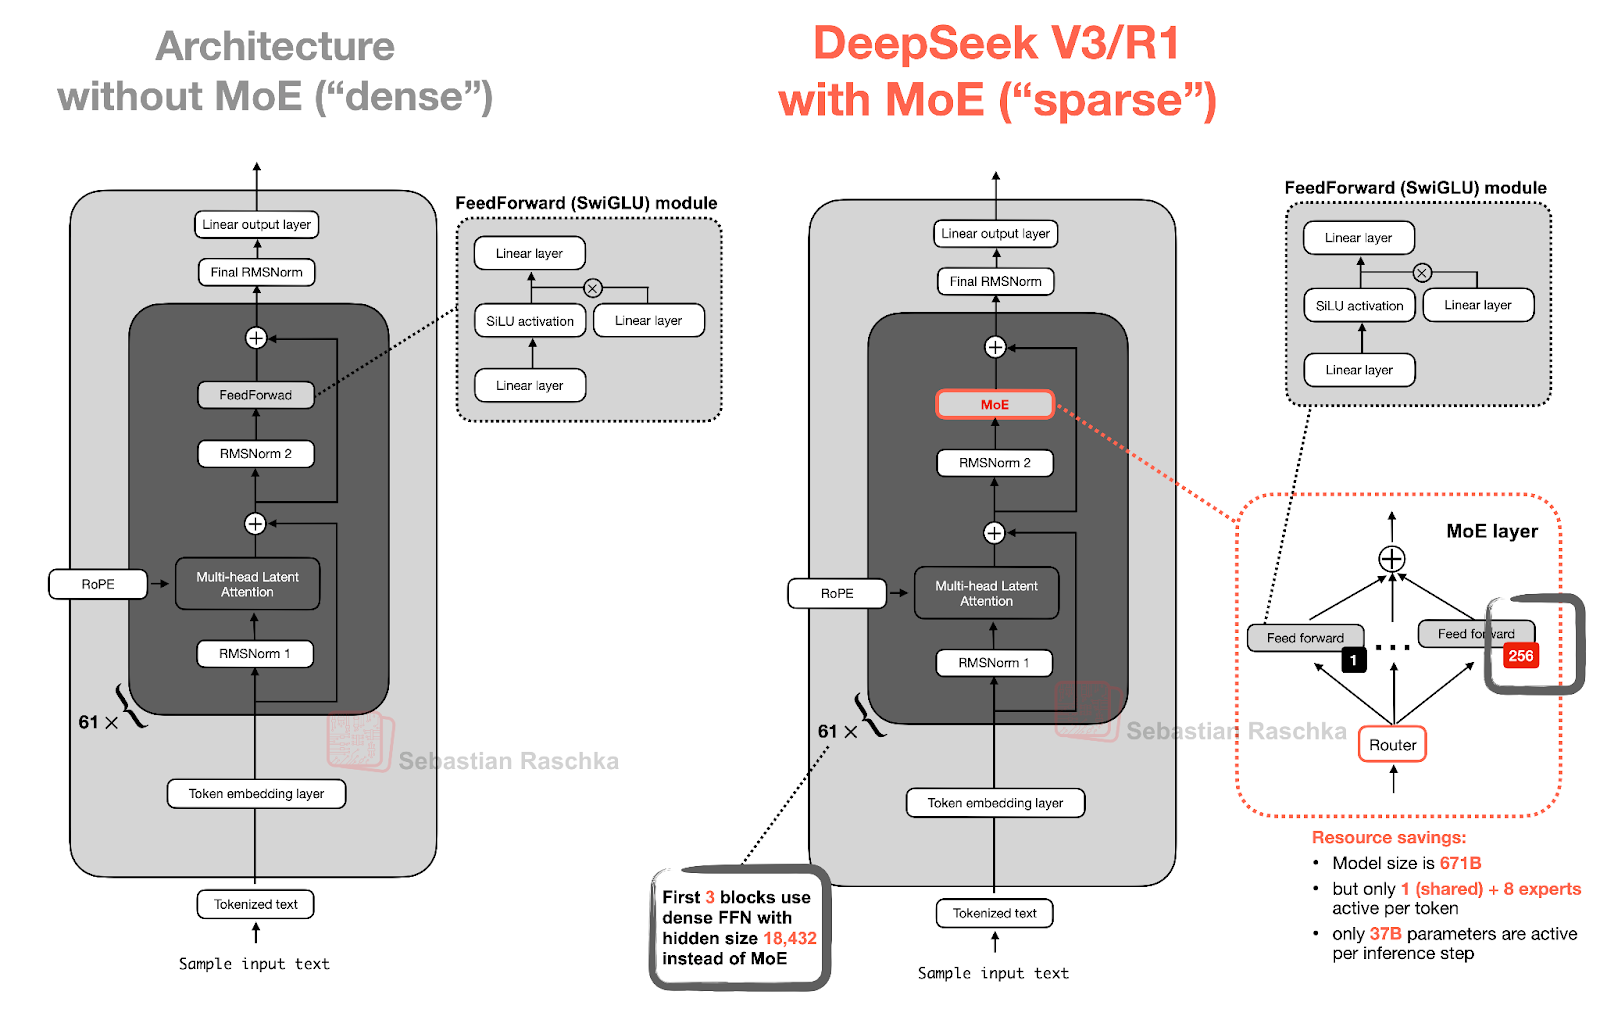 Architecture
without MoE (“dense”)
Linear output layer
Final RMSNorm
FeedForwad
RMSNorm 2
Multi-head Latent
Attention
RoPE
RMSNorm 1
61 ×
Token embedding layer
Tokenized text
Sample input text
FeedForward (SwiGLU) module
Linear layer
SiLU activation
Linear layer
Linear layer
Sebastian Raschka
DeepSeek V3/R1
with MoE (“sparse”)
Linear output layer
Final RMSNorm
MoE
RMSNorm 2
Multi-head Latent
Attention
RoPE
RMSNorm 1
61 ×
Token embedding layer
Tokenized text
Sample input text
First 3 blocks use
dense FFN with
hidden size 18,432
instead of MoE
Sebastian Raschka
FeedForward (SwiGLU) module
Linear layer
SiLU activation
Linear layer
Linear layer
MoE layer
Feed forward
1
...
Feed forward
256
Router
Resource savings:
• Model size is 671B
• but only 1 (shared) + 8 experts
active per token
• only 37B parameters are active
per inference step